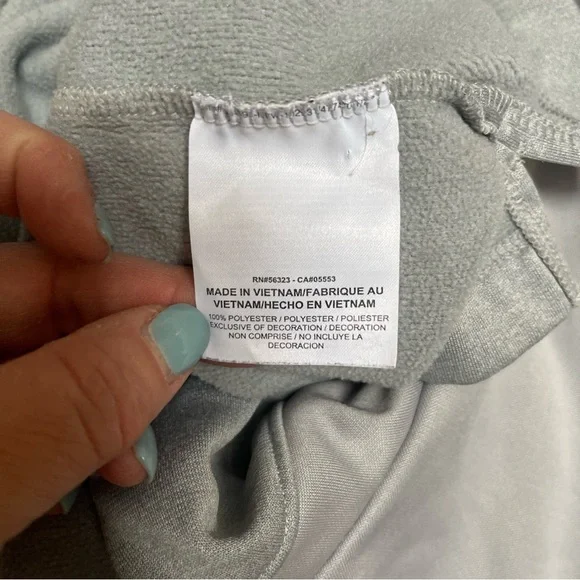 RN#56323 - CA#05553
MADE IN VIETNAM/FABRIQUE AU
VIETNAM/HECHO EN VIETNAM
100% POLYESTER / POLYESTER / POLIESTER
EXCLUSIVE OF DECORATION / DECORATION
NON COMPRISE / NO INCLUYE LA
DECORACION